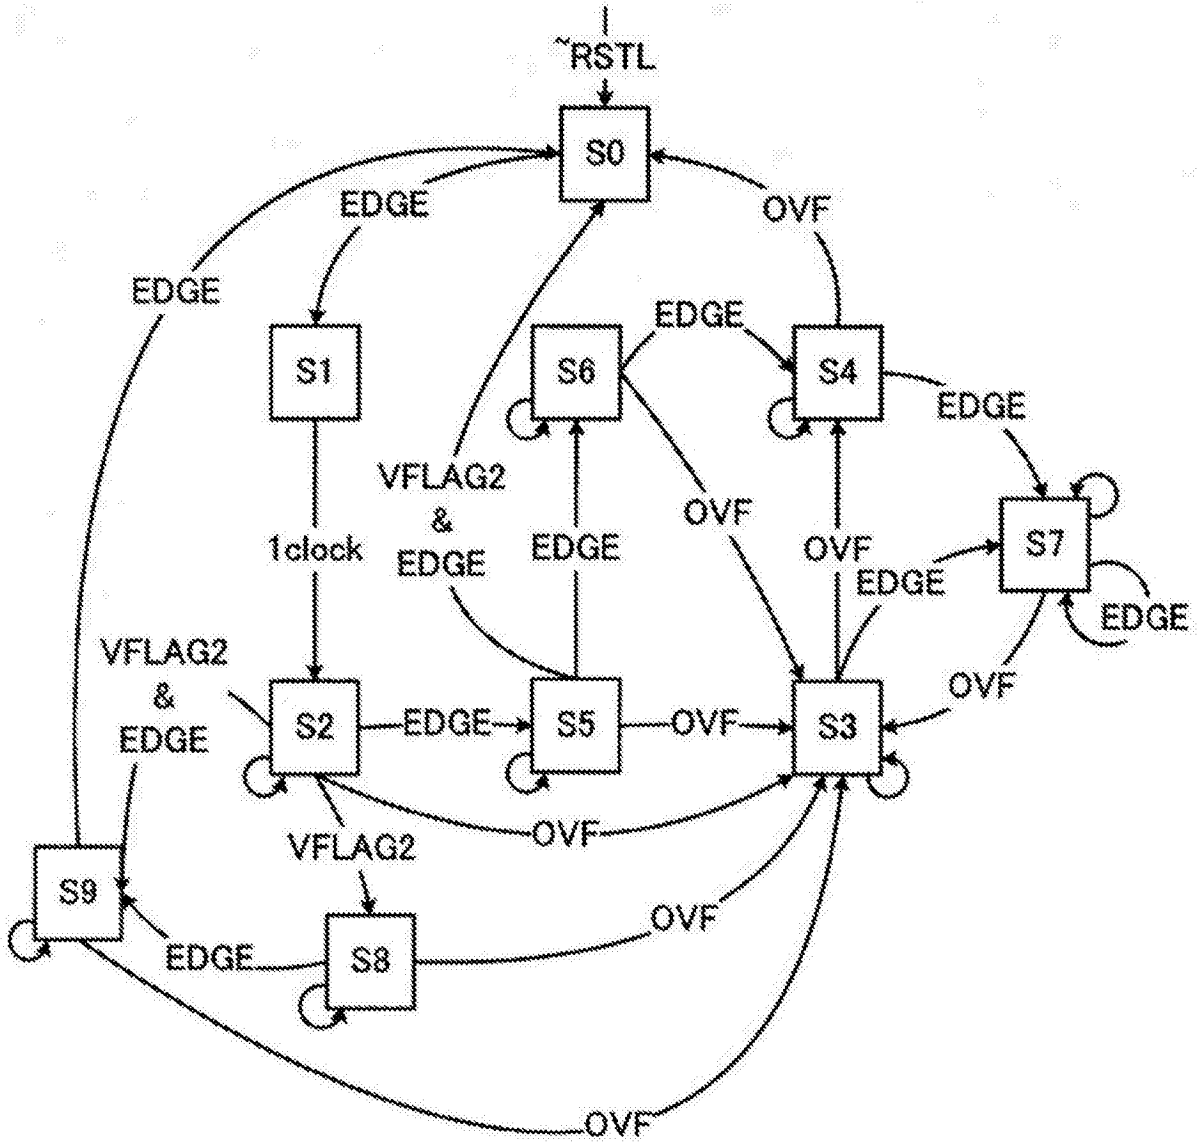 ~RSTL
S0
EDGE
OVF
EDGE
EDGE
S1
S6
S4
EDGE
VFLAG2
&
EDGE
OVF
1clock
EDGE
OVF
S7
EDGE
EDGE
VFLAG2
&
EDGE
OVF
S2
EDGE
S5
OVF
S3
OVF
VFLAG2
S9
OVF
EDGE
S8
OVF